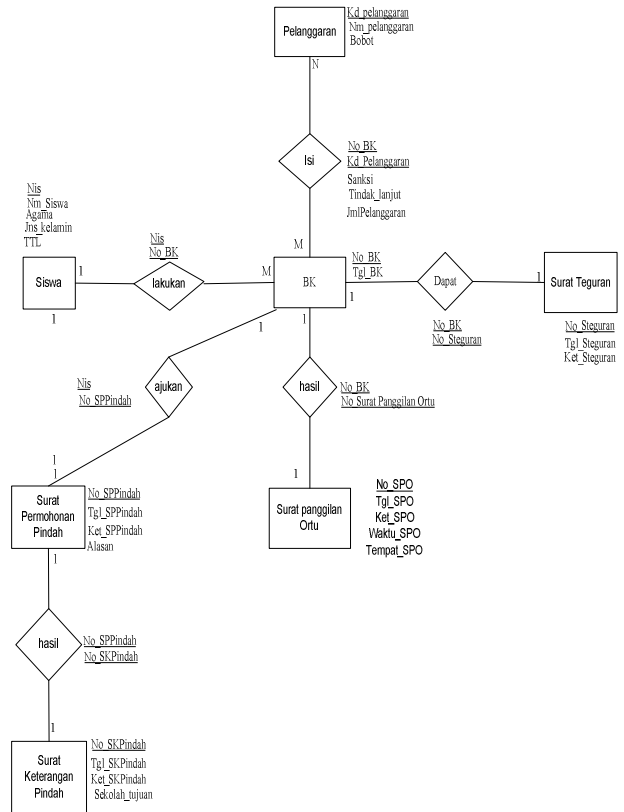 Kd_pelanggaran
Pelanggaran
Nm_pelanggaran
Bobot
N
Isi
No_BK
Kd_Pelanggaran
Sanksi
Tindak_lanjut
JmlPelanggaran
M
Nis
Nm_Siswa
Agama
Jns_kelamin
TTL
Siswa
1
1
Nis
No_BK
lakukan
M
BK
No_BK
Tgl_BK
1
1
1
Dapat
No_BK
No_Steguran
1
Surat Teguran
No_Steguran
Tgl_Steguran
Ket_Steguran
ajukan
Nis
No_SPPindah
hasil
No_BK
No_Surat Panggilan Ortu
1
Surat panggilan
Ortu
No_SPO
Tgl_SPO
Ket_SPO
Waktu_SPO
Tempat_SPO
1
1
Surat
Permohonan
Pindah
No_SPPindah
Tgl_SPPindah
Ket_SPPindah
Alasan
1
hasil
No_SPPindah
No_SKPindah
1
Surat
Keterangan
Pindah
No_SKPindah
Tgl_SKPindah
Ket_SKPindah
Sekolah_tujuan